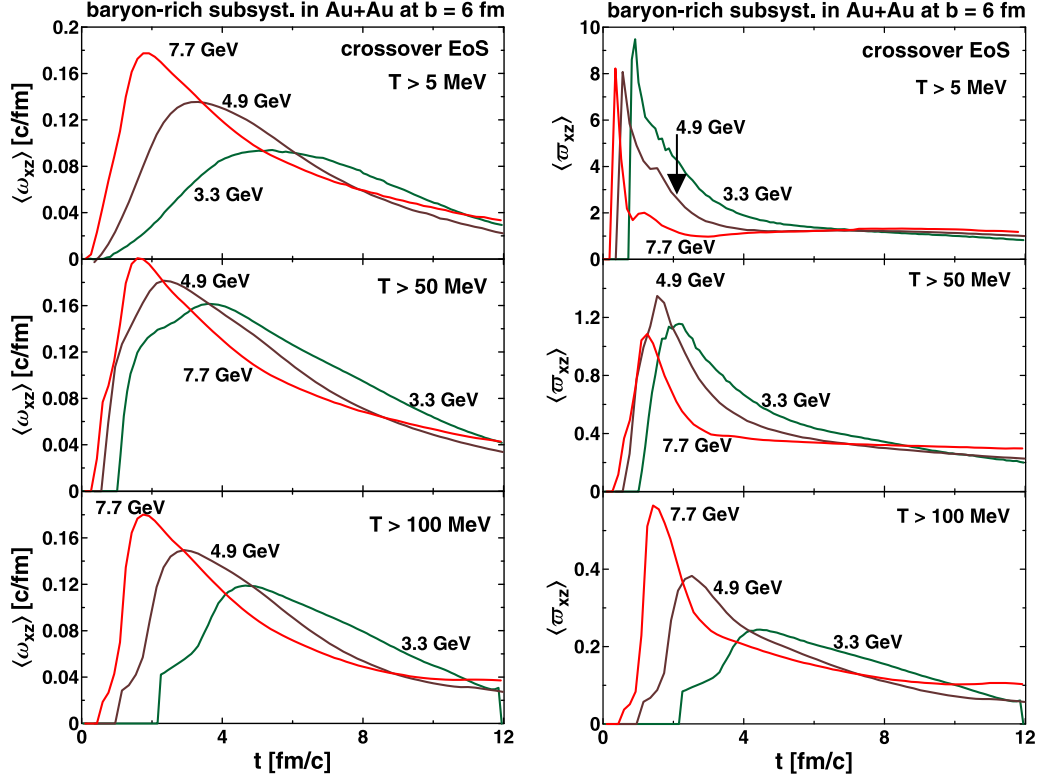 baryon-rich subsyst. in Au+Au at b = 6 fm
0.2
0.16
0.12
0.08
0.04
0
⟨ω_xz⟩ [c/fm]
7.7 GeV
crossover EoS
T > 5 MeV
4.9 GeV
3.3 GeV
0.16
0.12
0.08
0.04
0
⟨ω_xz⟩ [c/fm]
4.9 GeV
T > 50 MeV
7.7 GeV
3.3 GeV
0.16
0.12
0.08
0.04
0
⟨ω_xz⟩ [c/fm]
7.7 GeV
T > 100 MeV
4.9 GeV
3.3 GeV
0 4 8 12
t [fm/c]
baryon-rich subsyst. in Au+Au at b = 6 fm
10
8
6
4
2
0
⟨ϖ_xz⟩
crossover EoS
T > 5 MeV
4.9 GeV
3.3 GeV
7.7 GeV
1.2
0.8
0.4
0
⟨ϖ_xz⟩
4.9 GeV
T > 50 MeV
3.3 GeV
7.7 GeV
0.4
0.2
0
⟨ϖ_xz⟩
7.7 GeV
T > 100 MeV
4.9 GeV
3.3 GeV
0 4 8 12
t [fm/c]